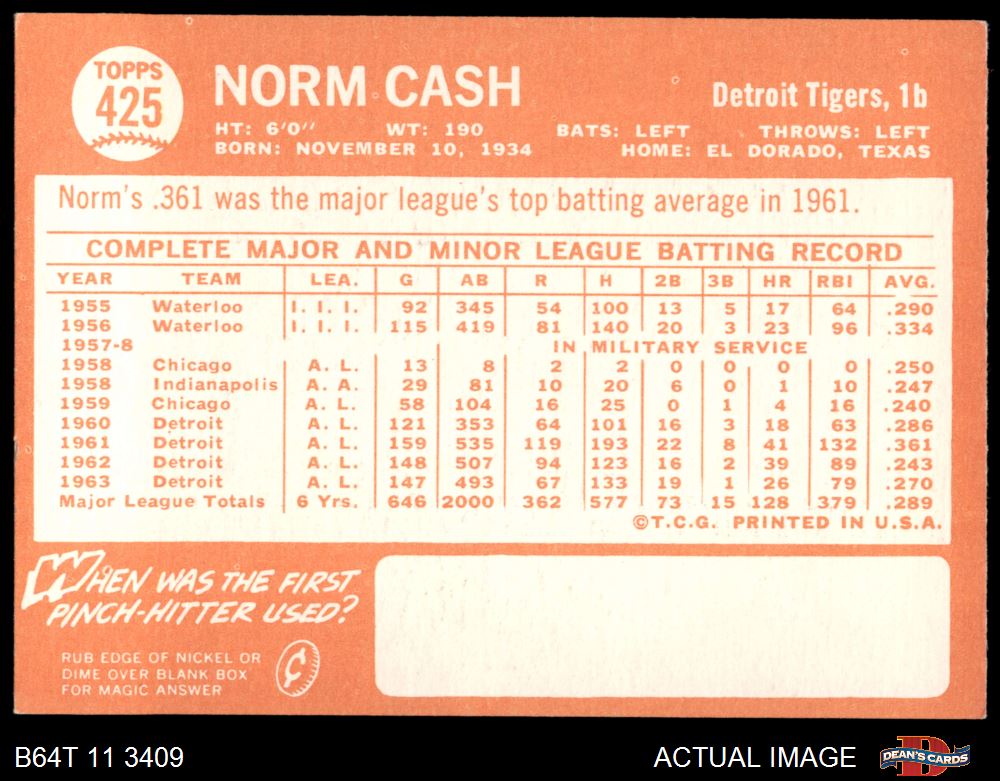 TOPPS
425
NORM CASH
Detroit Tigers, 1b
HT: 6'0" WT: 190 BATS: LEFT THROWS: LEFT
BORN: NOVEMBER 10, 1934 HOME: EL DORADO, TEXAS
Norm's .361 was the major league's top batting average in 1961.
COMPLETE MAJOR AND MINOR LEAGUE BATTING RECORD
YEAR TEAM LEA. G AB R H 2B 3B HR RBI AVG.
1955 Waterloo I. I. I. 92 345 54 100 13 5 17 64 .290
1956 Waterloo I. I. I. 115 419 81 140 20 3 23 96 .334
1957-8 IN MILITARY SERVICE
1958 Chicago A. L. 13 8 2 2 0 0 0 0 .250
1958 Indianapolis A. A. 29 81 10 20 6 0 1 10 .247
1959 Chicago A. L. 58 104 16 25 0 1 4 16 .240
1960 Detroit A. L. 121 353 64 101 16 3 18 63 .286
1961 Detroit A. L. 159 535 119 193 22 8 41 132 .361
1962 Detroit A. L. 148 507 94 123 16 2 39 89 .243
1963 Detroit A. L. 147 493 67 133 19 1 26 79 .270
Major League Totals 6 Yrs. 646 2000 362 577 73 15 128 379 .289
©T.C.G. PRINTED IN U.S.A.
WHEN WAS THE FIRST
PINCH-HITTER USED?
RUB EDGE OF NICKEL OR
DIME OVER BLANK BOX
FOR MAGIC ANSWER
¢
B64T 11 3409 ACTUAL IMAGE DEAN'S CARDS